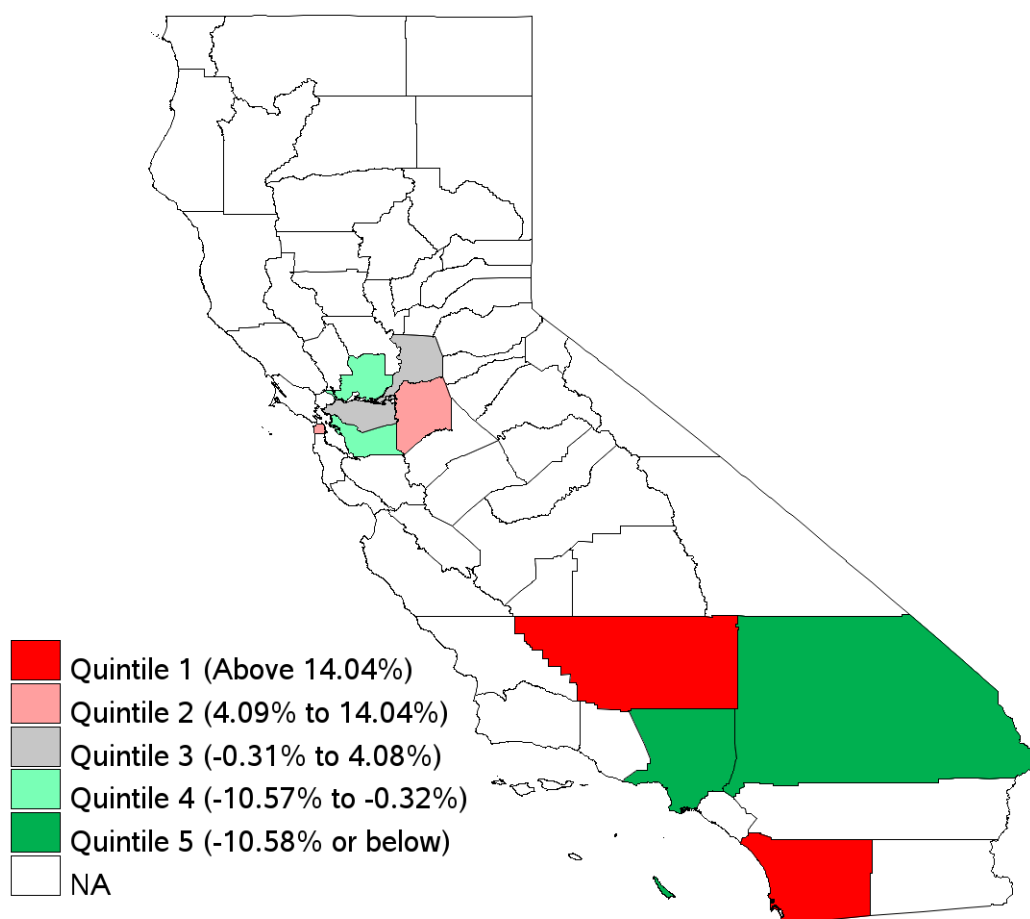 Quintile 1 (Above 14.04%)
Quintile 2 (4.09% to 14.04%)
Quintile 3 (-0.31% to 4.08%)
Quintile 4 (-10.57% to -0.32%)
Quintile 5 (-10.58% or below)
NA